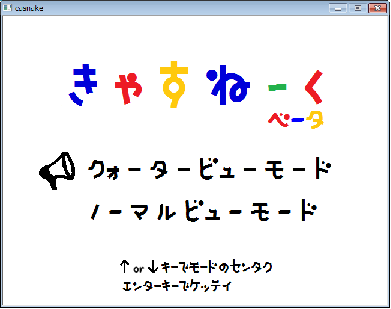 casnake
きゃすねーく
ベータ
クォータービューモード
ノーマルビューモード
↑or↓キーでモードのセンタク
エンターキーでケッテイ